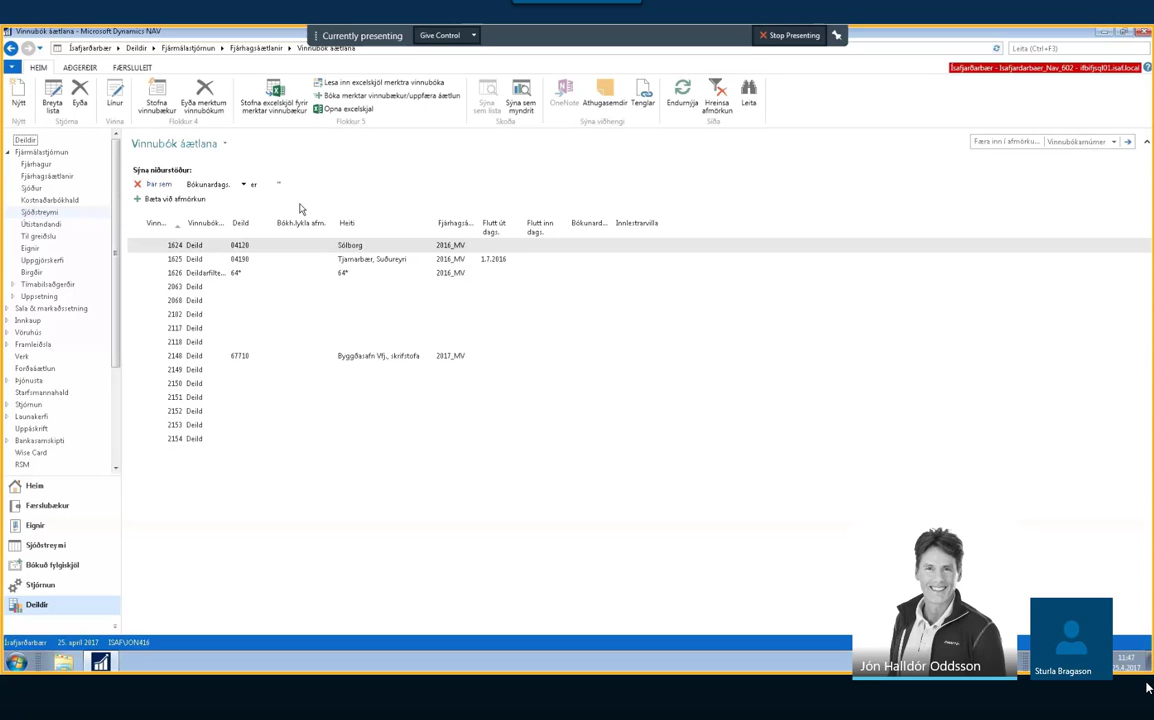 Vinnubók áætlana - Microsoft Dynamics NAV
Currently presenting
Give Control
Stop Presenting
Ísafjarðarbær
Deildir
Fjármálastjórnun
Fjárhagsáætlanir
Vinnubók áætlana
Leita (Ctrl+F3)
HEIM
AÐGERÐIR
FÆRSLULEIT
Ísafjarðarbær - Isafjardarbaer_Nav_602 - ifbifjsql01.isaf.local
Nýtt
Breyta lista
Eyða
Línur
Stofna vinnubækur
Eyða merktum vinnubókum
Stofna excelskjöl fyrir merktar vinnubækur
Lesa inn excelskjöl merktra vinnubóka
Bóka merktar vinnubækur/uppfæra áætlun
Opna excelskjal
Sýna sem lista
Sýna sem myndrit
OneNote
Athugasemdir
Tenglar
Endurnýja
Hreinsa afmörkun
Leita
Nýtt
Stjórna
Vinna
Flokkur 4
Flokkur 5
Skoða
Sýna viðhengi
Síða
Deildir
Fjármálastjórnun
Fjárhagur
Fjárhagsáætlanir
Sjóður
Kostnaðarbókhald
Sjóðstreymi
Útistandandi
Til greiðslu
Eignir
Uppgjörskerfi
Birgðir
Tímabilsaðgerðir
Uppsetning
Sala & markaðssetning
Innkaup
Vöruhús
Framleiðsla
Verk
Forðaáætlun
Þjónusta
Starfsmannahald
Stjórnun
Launakerfi
Uppáskrift
Bankasamskipti
Wise Card
RSM
Heim
Færslubækur
Eignir
Sjóðstreymi
Bókuð fylgiskjöl
Stjórnun
Deildir
Vinnubók áætlana
Færa inn í afmörku...
Vinnubókarnúmer
Sýna niðurstöður:
Þar sem
Bókunardags.
er
''
Bæta við afmörkun
Vinn... Vinnubók... Deild Bókh.lykla afm. Heiti Fjárhagsá... Flutt út dags. Flutt inn dags. Bókunard... Innlestrarvilla
1624 Deild 04120 Sólborg 2016_MV
1625 Deild 04190 Tjarnarbær, Suðureyri 2016_MV 1.7.2016
1626 Deildarfilte... 64* 64* 2016_MV
2063 Deild
2068 Deild
2102 Deild
2117 Deild
2118 Deild
2148 Deild 67710 Byggðasafn Vfj., skrifstofa 2017_MV
2149 Deild
2150 Deild
2151 Deild
2152 Deild
2153 Deild
2154 Deild
Jón Halldór Oddsson
Sturla Bragason
Ísafjarðarbær
25. apríl 2017
ISAFJON416
11:47
25.4.2017